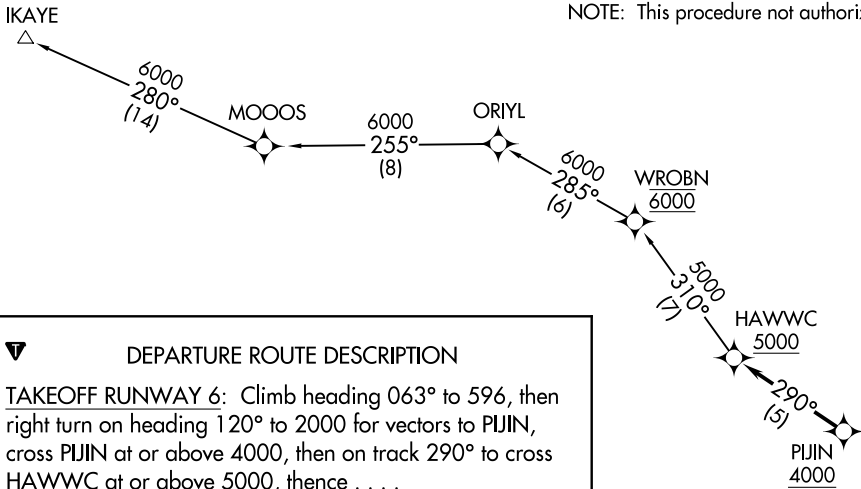 IKAYE
NOTE: This procedure not
6000
280°
(14)
MOOOS
6000
255°
(8)
ORIYL
6000
285°
(6)
WROBN
6000
5000
310°
(7)
HAWWC
5000
290°
(5)
PIJIN
4000
T
DEPARTURE ROUTE DESCRIPTION
TAKEOFF RUNWAY 6: Climb heading 063° to 596, then
right turn on heading 120° to 2000 for vectors to PIJIN,
cross PIJIN at or above 4000, then on track 290° to cross
HAWWC at or above 5000, thence . . . .